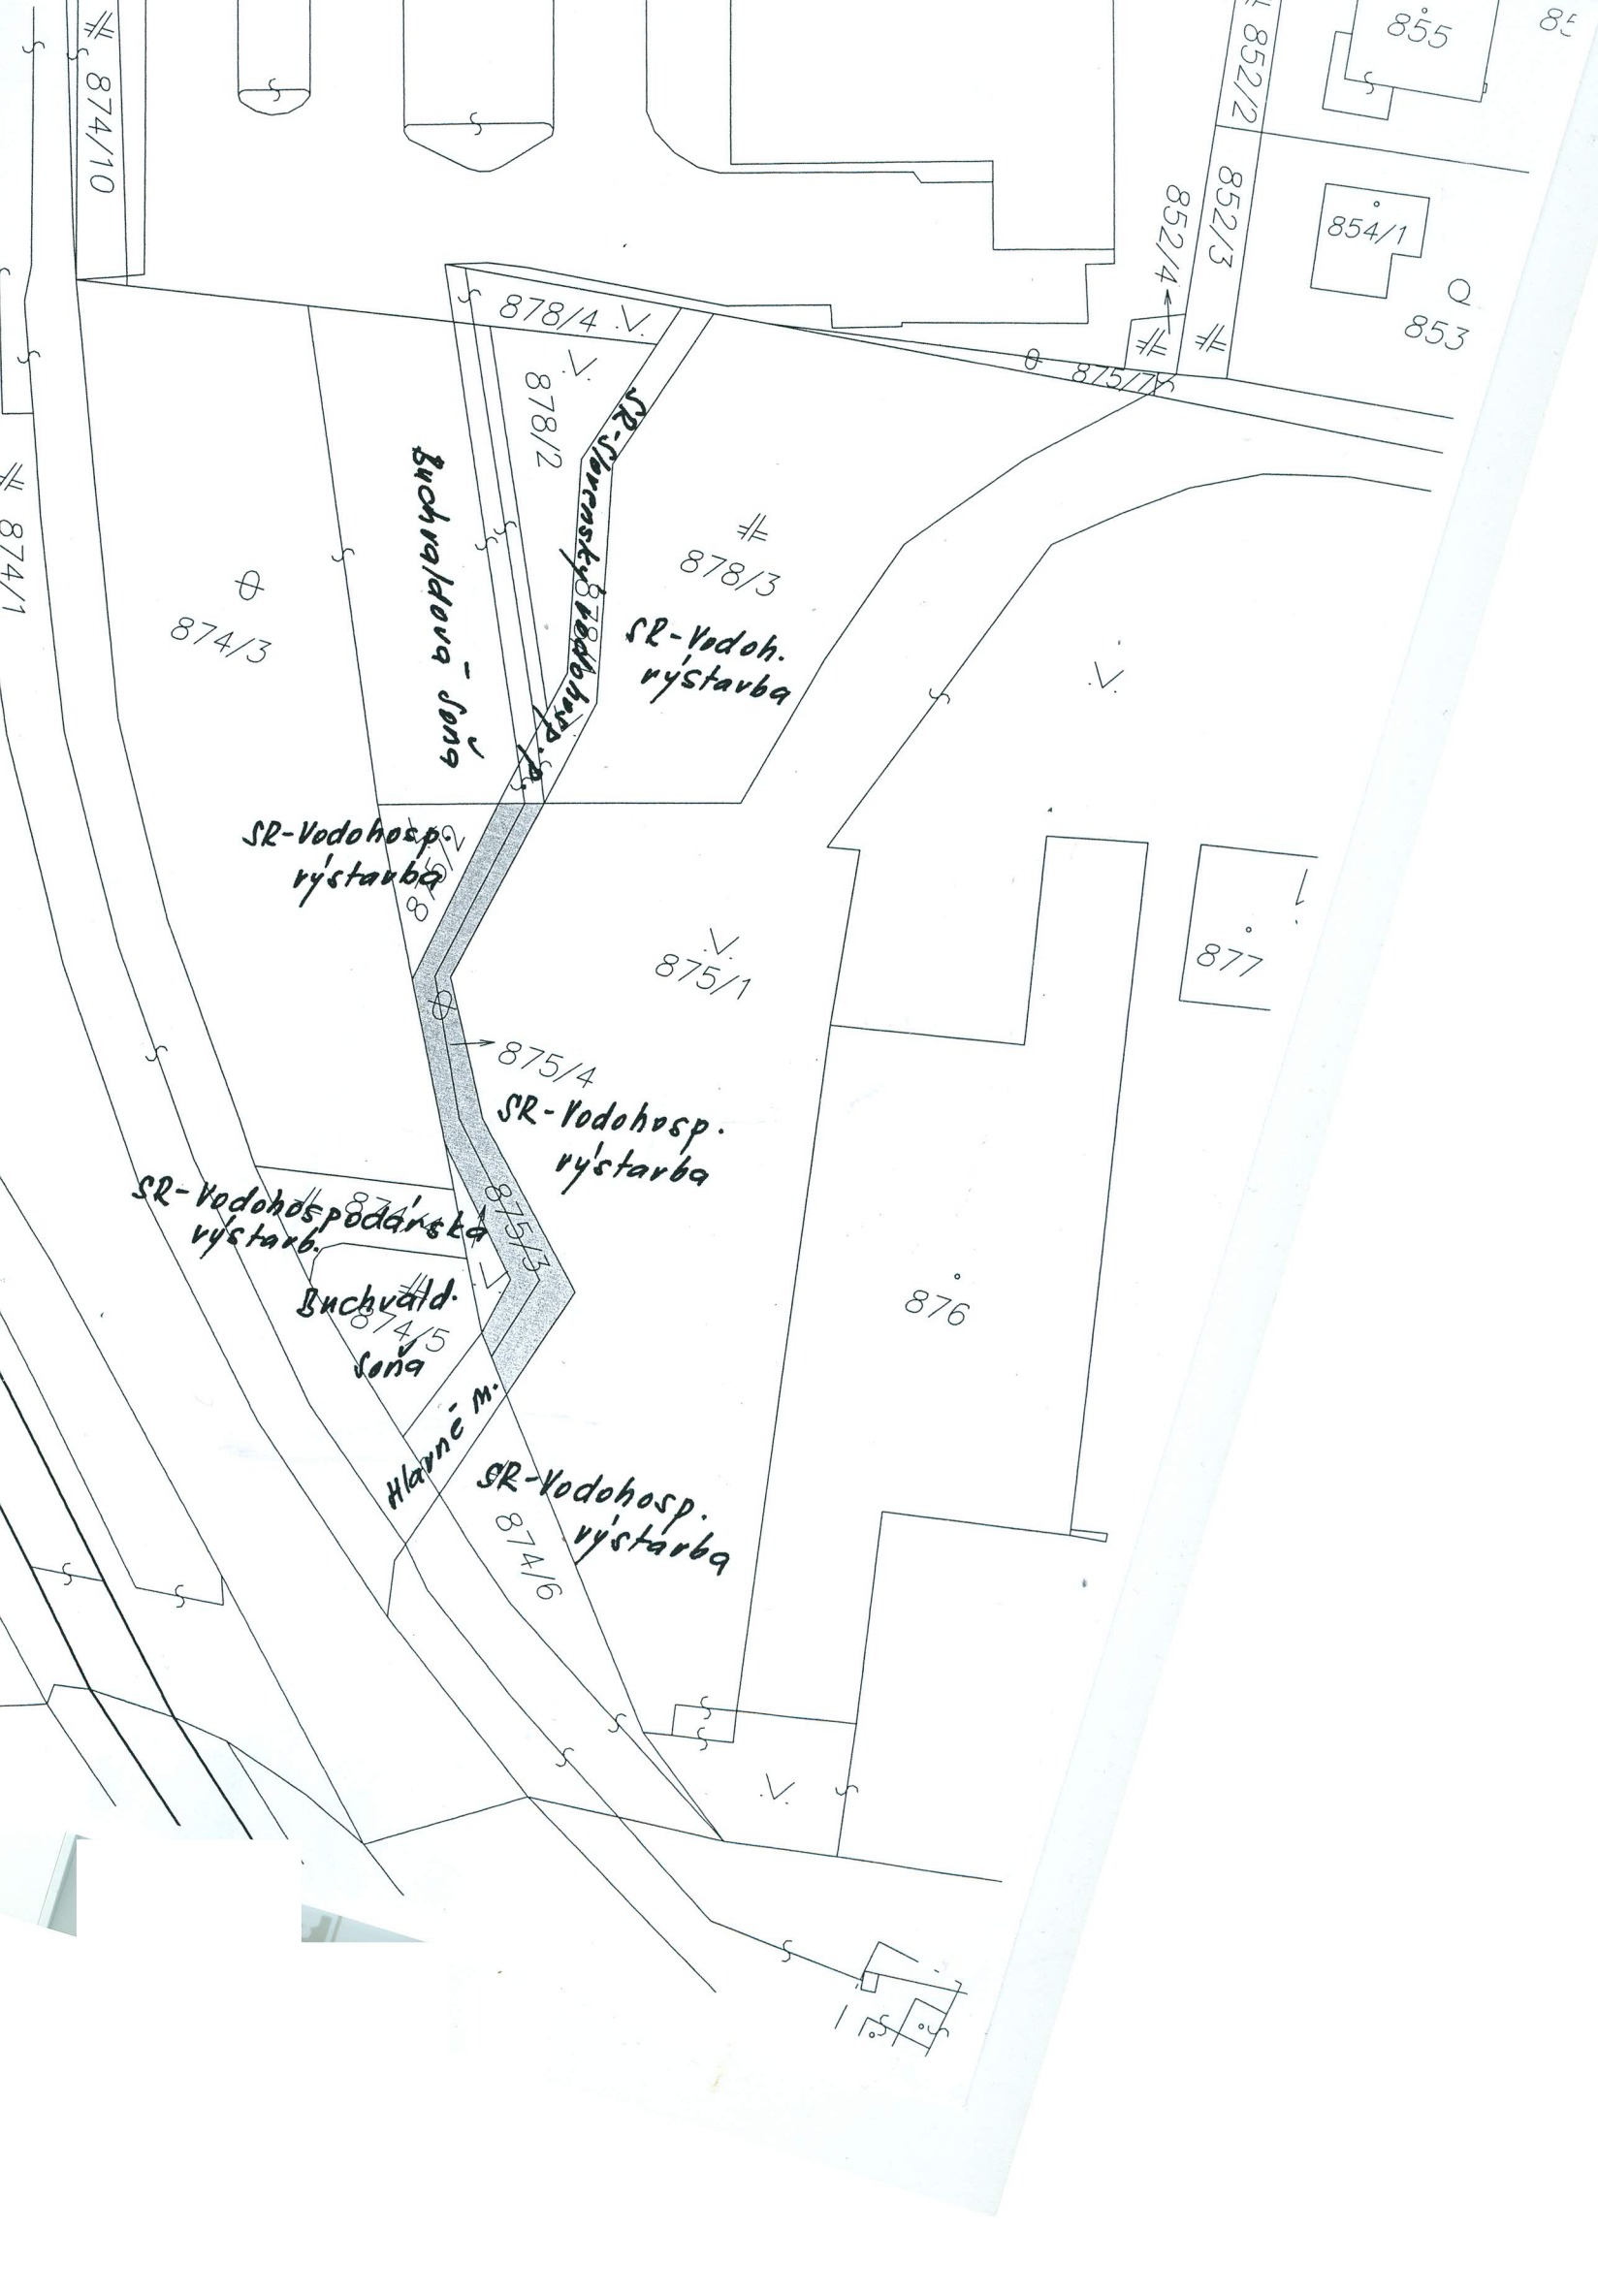 874/10
852/2
855
852/3
852/4
854/1
853
878/4
875/7
878/2
SR-Slovenský vodohosp. p.
Buchvaldová Soňa
878/3
SR-Vodoh.
výstavba
874/1
874/3
SR-Vodohosp.
výstavba
875/2
875/1
877
875/4
SR-Vodohosp.
výstavba
SR-Vodohospodárska
výstavb.
875/3
Buchvald.
874/5
Soňa
876
Hlavné M.
SR-Vodohosp.
výstavba
874/6